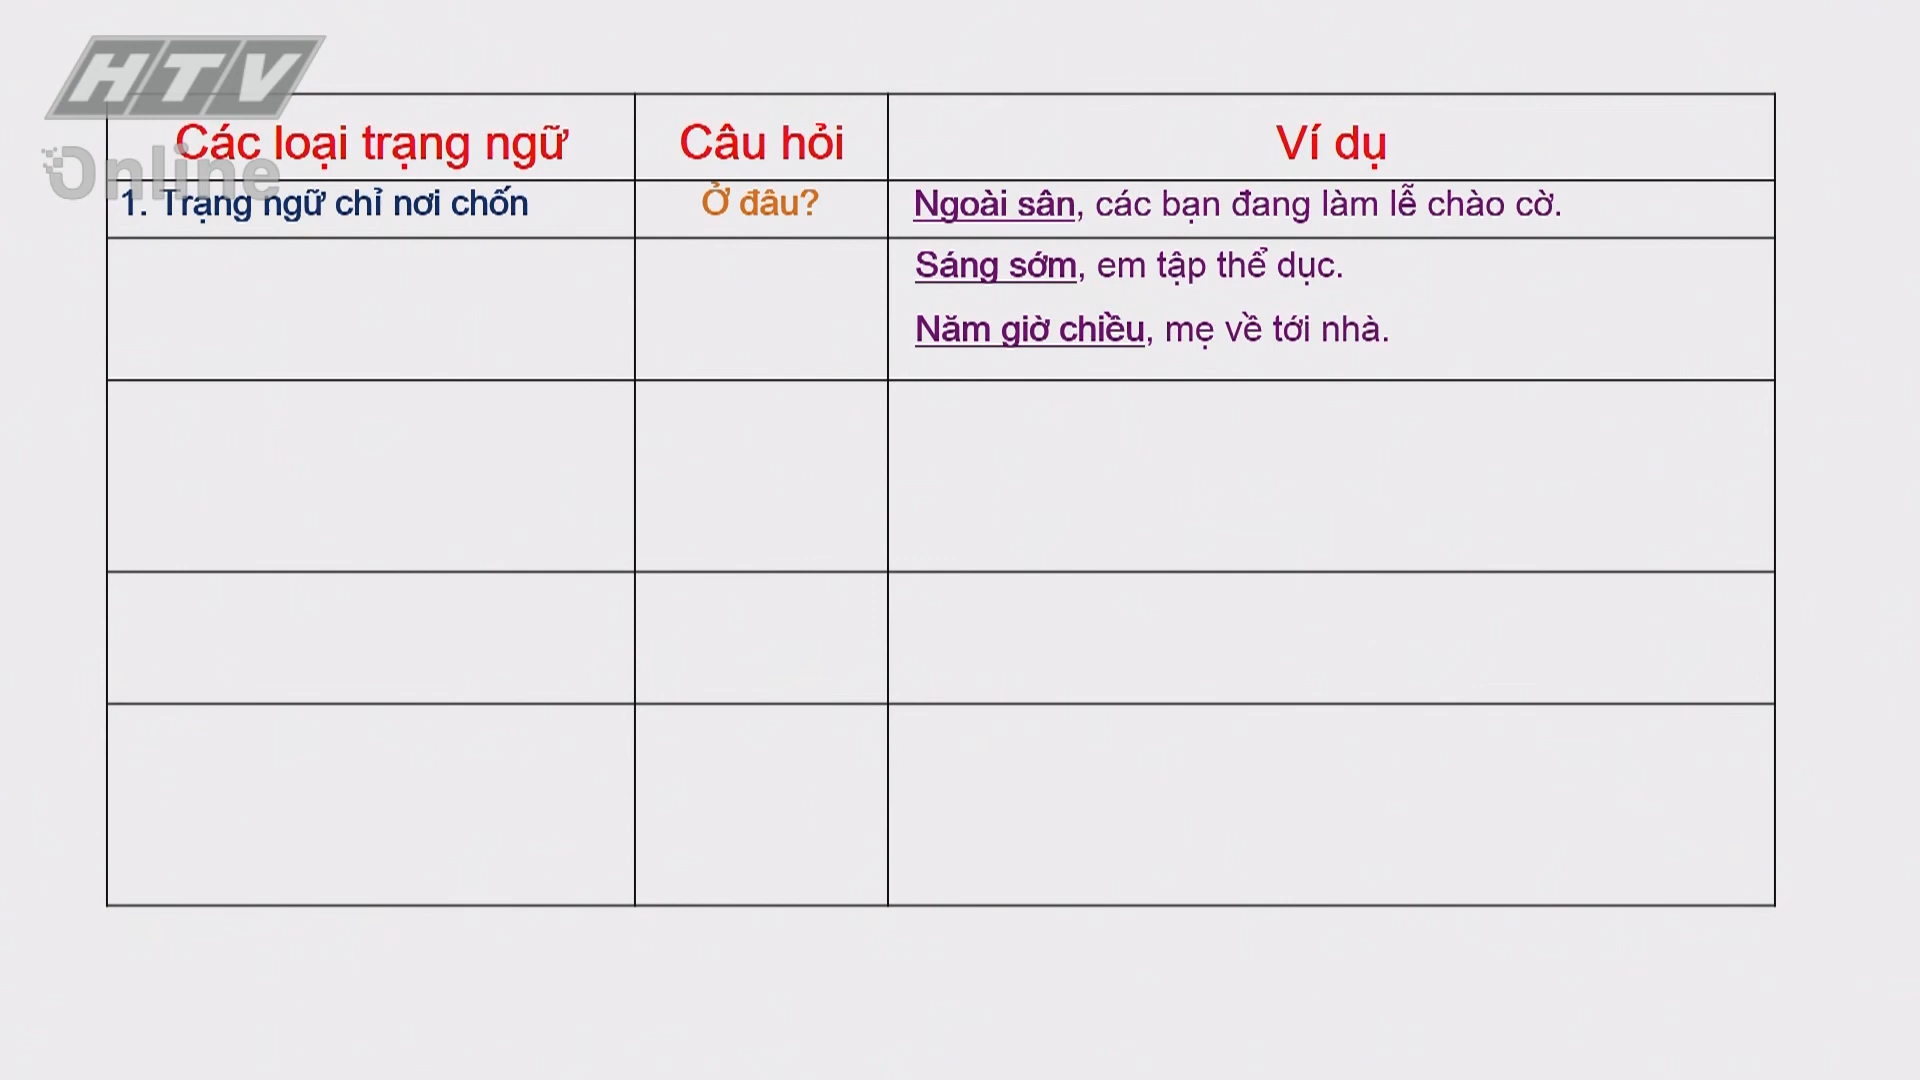 HTV
Online
Các loại trạng ngữ Câu hỏi Ví dụ
1. Trạng ngữ chỉ nơi chốn Ở đâu? Ngoài sân, các bạn đang làm lễ chào cờ.
Sáng sớm, em tập thể dục.
Năm giờ chiều, mẹ về tới nhà.